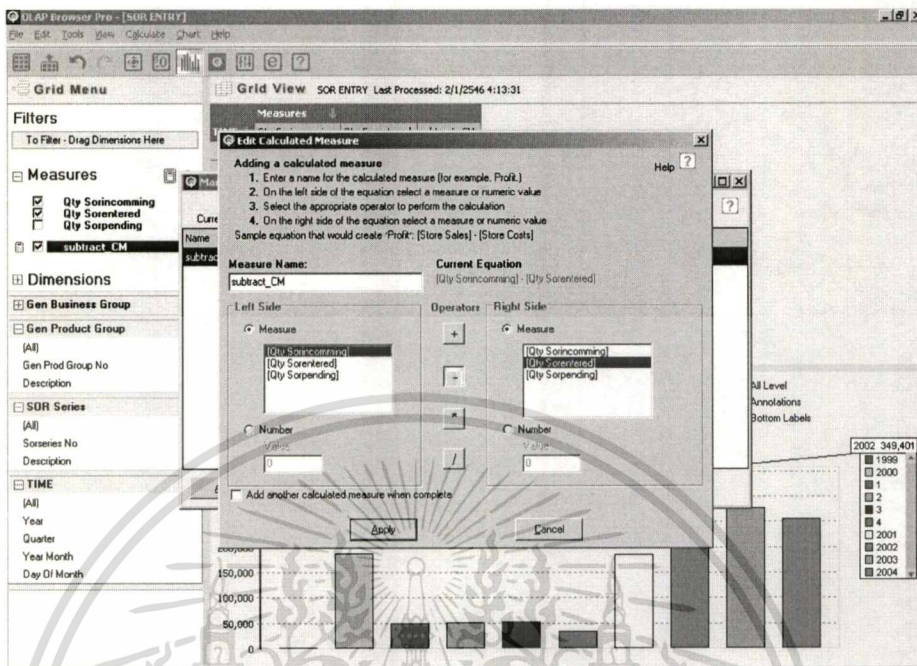 OLAP Browser Pro - [SOR ENTRY]
File Edit Tools View Calculate Chart Help
Grid Menu
Grid View SOR ENTRY Last Processed: 2/1/2546 4:13:31
Filters
To Filter - Drag Dimensions Here
Measures
Qty Sorincomming
Qty Sorentered
Qty Sorpending
subtract_CM
Dimensions
Gen Business Group
Gen Product Group
(All)
Gen Prod Group No
Description
SOR Series
(All)
Sorseries No
Description
TIME
(All)
Year
Quarter
Year Month
Day Of Month
Measures
Name
Edit Calculated Measure
Help
Adding a calculated measure
1. Enter a name for the calculated measure (for example, Profit.)
2. On the left side of the equation select a measure or numeric value
3. Select the appropriate operator to perform the calculation
4. On the right side of the equation select a measure or numeric value
Sample equation that would create 'Profit': [Store Sales] - [Store Costs]
Measure Name:
subtract_CM
Current Equation
[Qty Sorincomming] - [Qty Sorentered]
Left Side
Measure
[Qty Sorincomming]
[Qty Sorentered]
[Qty Sorpending]
Number
Value
0
Operators
+
-
*
/
Right Side
Measure
[Qty Sorincomming]
[Qty Sorentered]
[Qty Sorpending]
Number
Value
0
Add another calculated measure when complete
Apply
Cancel
All Level
Annotations
Bottom Labels
2002 349,401
1999
2000
1
2
3
4
2001
2002
2003
2004
200,000
150,000
100,000
50,000
0